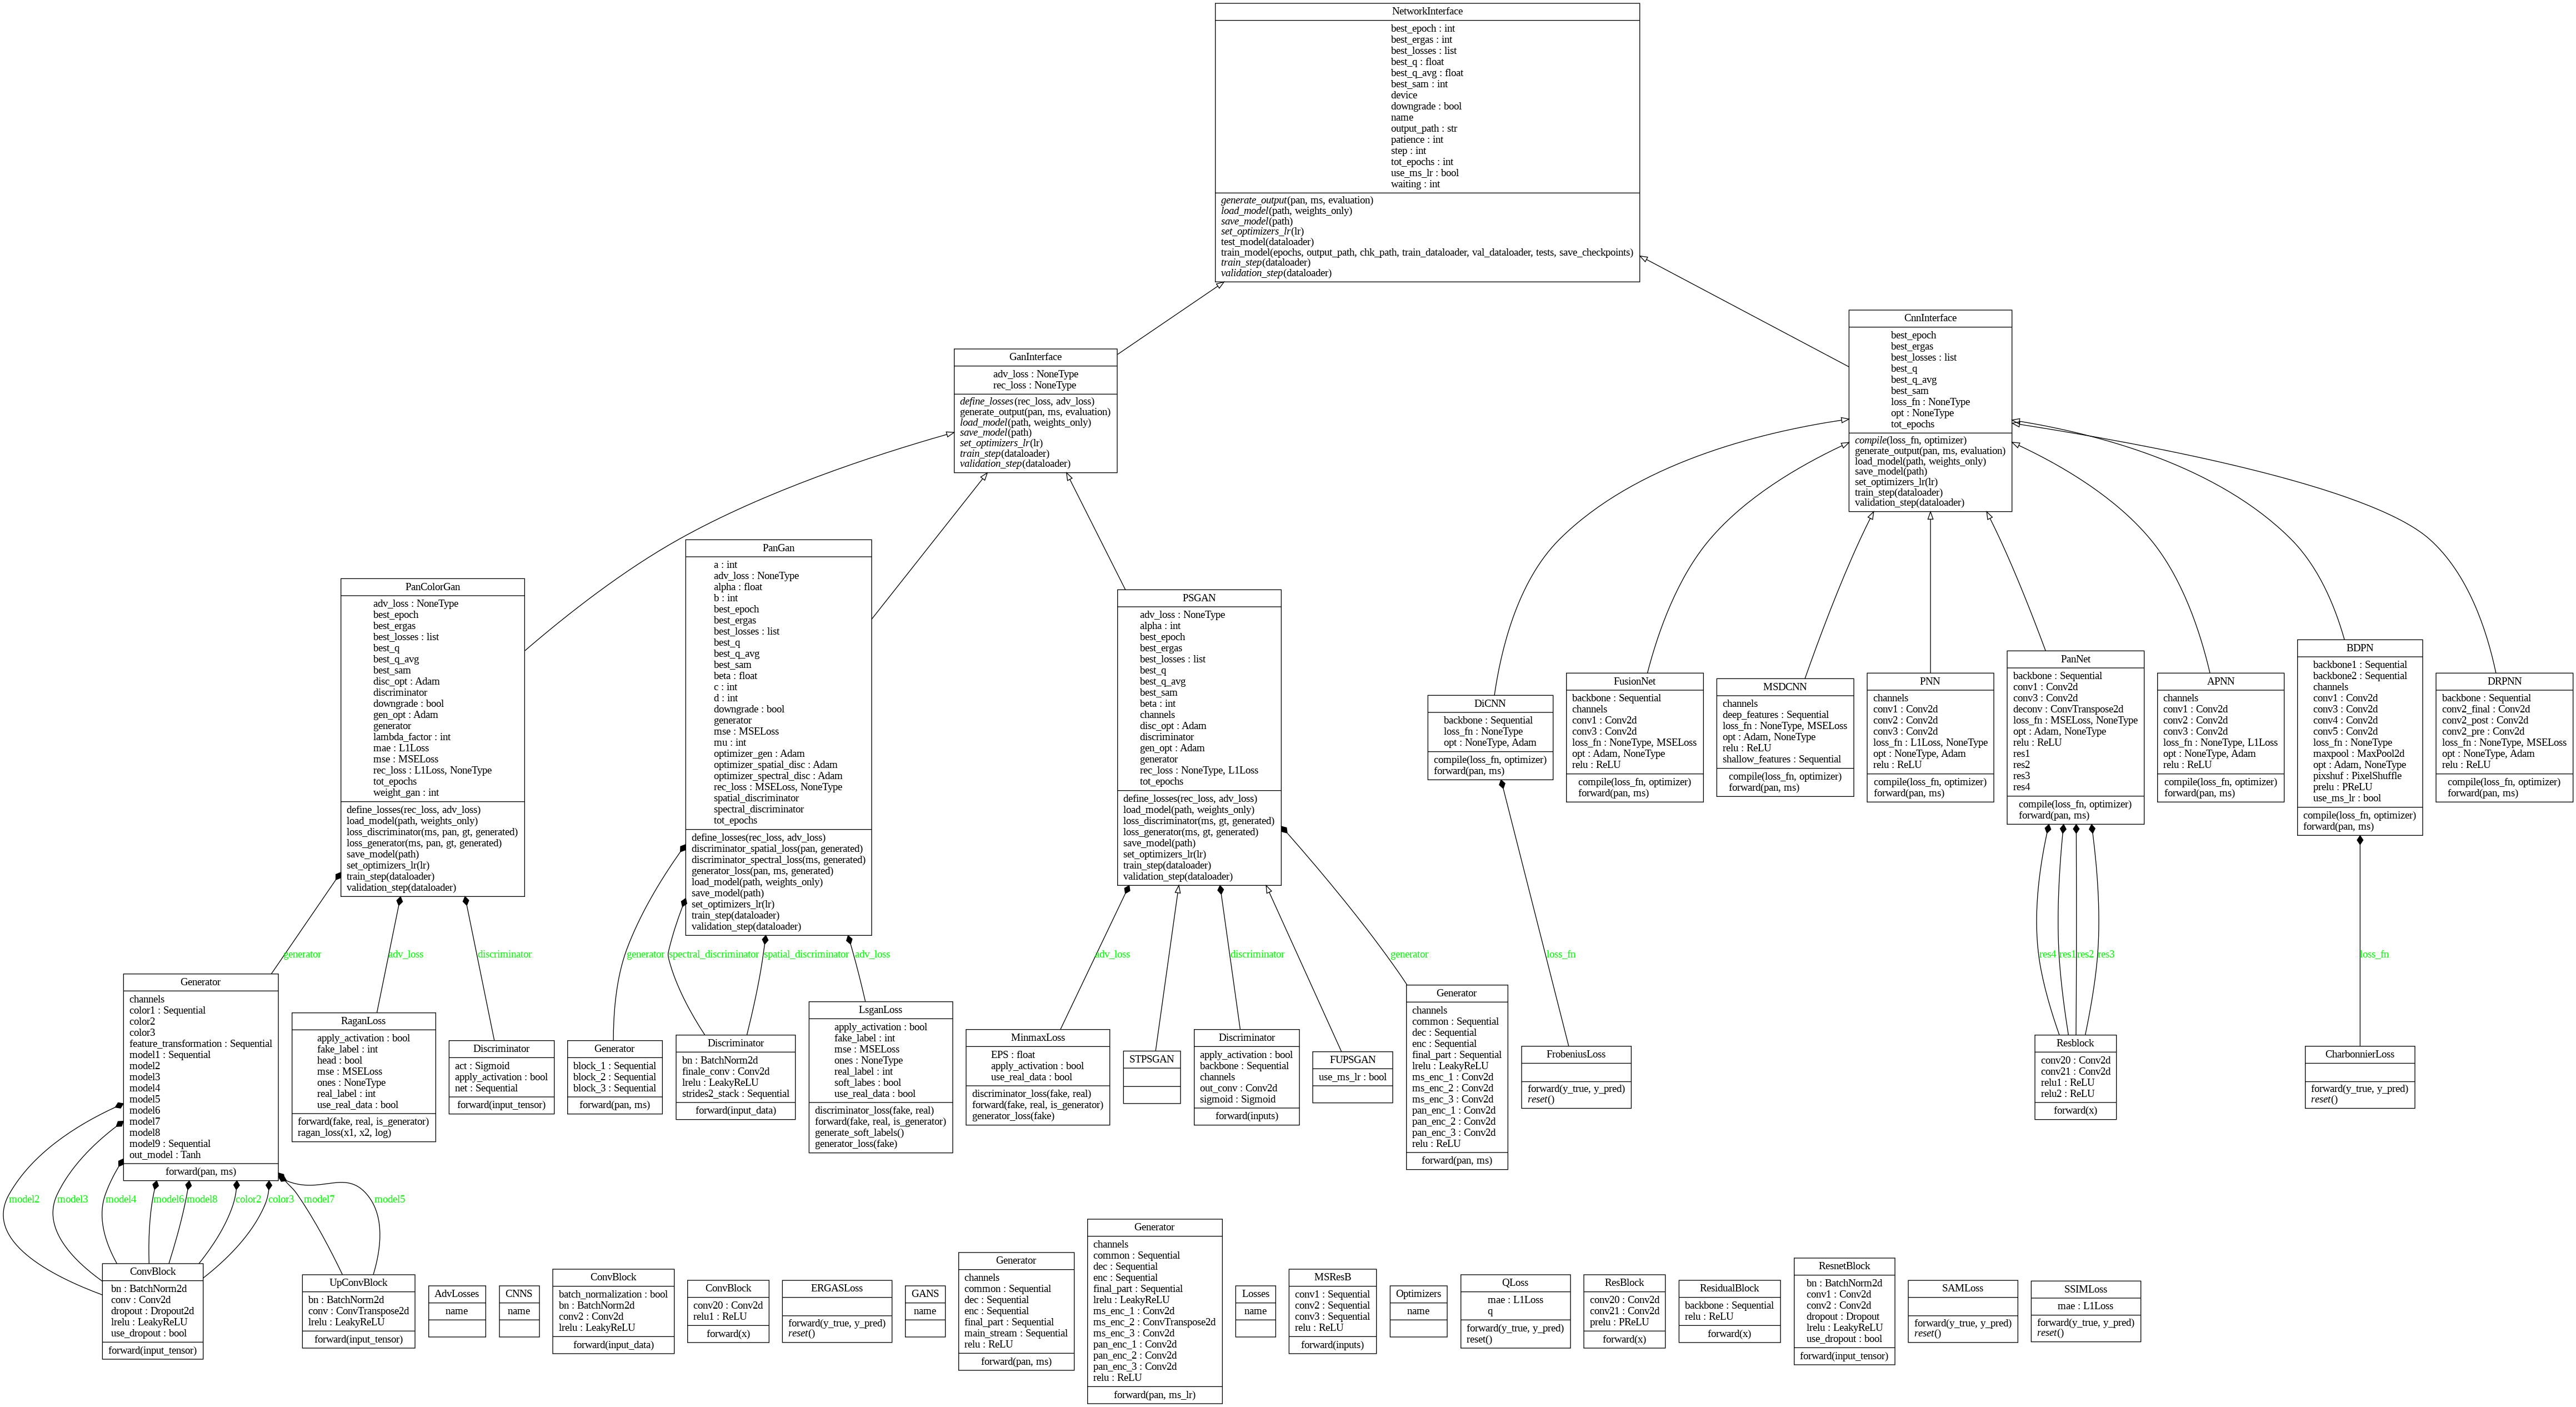 NetworkInterface
best_epoch : int
best_ergas : int
best_losses : list
best_q : float
best_q_avg : float
best_sam : int
device
downgrade : bool
name
output_path : str
patience : int
step : int
tot_epochs : int
use_ms_lr : bool
waiting : int
generate_output(pan, ms, evaluation)
load_model(path, weights_only)
save_model(path)
set_optimizers_lr(lr)
test_model(dataloader)
train_model(epochs, output_path, chk_path, train_dataloader, val_dataloader, tests, save_checkpoints)
train_step(dataloader)
validation_step(dataloader)
GanInterface
adv_loss : NoneType
rec_loss : NoneType
define_losses(rec_loss, adv_loss)
generate_output(pan, ms, evaluation)
load_model(path, weights_only)
save_model(path)
set_optimizers_lr(lr)
train_step(dataloader)
validation_step(dataloader)
CnnInterface
best_epoch
best_ergas
best_losses : list
best_q
best_q_avg
best_sam
loss_fn : NoneType
opt : NoneType
tot_epochs
compile(loss_fn, optimizer)
generate_output(pan, ms, evaluation)
load_model(path, weights_only)
save_model(path)
set_optimizers_lr(lr)
train_step(dataloader)
validation_step(dataloader)
PanColorGan
adv_loss : NoneType
best_epoch
best_ergas
best_losses : list
best_q
best_q_avg
best_sam
disc_opt : Adam
discriminator
downgrade : bool
gen_opt : Adam
generator
lambda_factor : int
mae : L1Loss
mse : MSELoss
rec_loss : L1Loss, NoneType
tot_epochs
weight_gan : int
define_losses(rec_loss, adv_loss)
load_model(path, weights_only)
loss_discriminator(ms, pan, gt, generated)
loss_generator(ms, pan, gt, generated)
save_model(path)
set_optimizers_lr(lr)
train_step(dataloader)
validation_step(dataloader)
PanGan
a : int
adv_loss : NoneType
alpha : float
b : int
best_epoch
best_ergas
best_losses : list
best_q
best_q_avg
best_sam
beta : float
c : int
d : int
downgrade : bool
generator
mse : MSELoss
mu : int
optimizer_gen : Adam
optimizer_spatial_disc : Adam
optimizer_spectral_disc : Adam
rec_loss : MSELoss, NoneType
spatial_discriminator
spectral_discriminator
tot_epochs
define_losses(rec_loss, adv_loss)
discriminator_spatial_loss(pan, generated)
discriminator_spectral_loss(ms, generated)
generator_loss(pan, ms, generated)
load_model(path, weights_only)
save_model(path)
set_optimizers_lr(lr)
train_step(dataloader)
validation_step(dataloader)
PSGAN
adv_loss : NoneType
alpha : int
best_epoch
best_ergas
best_losses : list
best_q
best_q_avg
best_sam
beta : int
channels
disc_opt : Adam
discriminator
gen_opt : Adam
generator
rec_loss : NoneType, L1Loss
tot_epochs
define_losses(rec_loss, adv_loss)
load_model(path, weights_only)
loss_discriminator(ms, gt, generated)
loss_generator(ms, gt, generated)
save_model(path)
set_optimizers_lr(lr)
train_step(dataloader)
validation_step(dataloader)
DiCNN
backbone : Sequential
loss_fn : NoneType
opt : NoneType, Adam
compile(loss_fn, optimizer)
forward(pan, ms)
FusionNet
backbone : Sequential
channels
conv1 : Conv2d
conv3 : Conv2d
loss_fn : NoneType, MSELoss
opt : Adam, NoneType
relu : ReLU
compile(loss_fn, optimizer)
forward(pan, ms)
MSDCNN
channels
deep_features : Sequential
loss_fn : NoneType, MSELoss
opt : Adam, NoneType
relu : ReLU
shallow_features : Sequential
compile(loss_fn, optimizer)
forward(pan, ms)
PNN
channels
conv1 : Conv2d
conv2 : Conv2d
conv3 : Conv2d
loss_fn : L1Loss, NoneType
opt : NoneType, Adam
relu : ReLU
compile(loss_fn, optimizer)
forward(pan, ms)
PanNet
backbone : Sequential
conv1 : Conv2d
conv3 : Conv2d
deconv : ConvTranspose2d
loss_fn : MSELoss, NoneType
opt : Adam, NoneType
relu : ReLU
res1
res2
res3
res4
compile(loss_fn, optimizer)
forward(pan, ms)
APNN
channels
conv1 : Conv2d
conv2 : Conv2d
conv3 : Conv2d
loss_fn : NoneType, L1Loss
opt : NoneType, Adam
relu : ReLU
compile(loss_fn, optimizer)
forward(pan, ms)
BDPN
backbone1 : Sequential
backbone2 : Sequential
channels
conv1 : Conv2d
conv3 : Conv2d
conv4 : Conv2d
conv5 : Conv2d
loss_fn : NoneType
maxpool : MaxPool2d
opt : Adam, NoneType
pixshuf : PixelShuffle
prelu : PReLU
use_ms_lr : bool
compile(loss_fn, optimizer)
forward(pan, ms)
DRPNN
backbone : Sequential
conv2_final : Conv2d
conv2_post : Conv2d
conv2_pre : Conv2d
loss_fn : NoneType, MSELoss
opt : NoneType, Adam
relu : ReLU
compile(loss_fn, optimizer)
forward(pan, ms)
generator
adv_loss
discriminator
generator
spectral_discriminator
spatial_discriminator
adv_loss
adv_loss
discriminator
generator
loss_fn
res4
res1
res2
res3
loss_fn
Generator
channels
color1 : Sequential
color2
color3
feature_transformation : Sequential
model1 : Sequential
model2
model3
model4
model5
model6
model7
model8
model9 : Sequential
out_model : Tanh
forward(pan, ms)
RaganLoss
apply_activation : bool
fake_label : int
head : bool
mse : MSELoss
ones : NoneType
real_label : int
use_real_data : bool
forward(fake, real, is_generator)
ragan_loss(x1, x2, log)
Discriminator
act : Sigmoid
apply_activation : bool
net : Sequential
forward(input_tensor)
Generator
block_1 : Sequential
block_2 : Sequential
block_3 : Sequential
forward(pan, ms)
Discriminator
bn : BatchNorm2d
finale_conv : Conv2d
lrelu : LeakyReLU
strides2_stack : Sequential
forward(input_data)
LsganLoss
apply_activation : bool
fake_label : int
mse : MSELoss
ones : NoneType
real_label : int
soft_labes : bool
use_real_data : bool
discriminator_loss(fake, real)
forward(fake, real, is_generator)
generate_soft_labels()
generator_loss(fake)
MinmaxLoss
EPS : float
apply_activation : bool
use_real_data : bool
discriminator_loss(fake, real)
forward(fake, real, is_generator)
generator_loss(fake)
STPSGAN
Discriminator
apply_activation : bool
backbone : Sequential
channels
out_conv : Conv2d
sigmoid : Sigmoid
forward(inputs)
FUPSGAN
use_ms_lr : bool
Generator
channels
common : Sequential
dec : Sequential
enc : Sequential
final_part : Sequential
lrelu : LeakyReLU
ms_enc_1 : Conv2d
ms_enc_2 : Conv2d
ms_enc_3 : Conv2d
pan_enc_1 : Conv2d
pan_enc_2 : Conv2d
pan_enc_3 : Conv2d
relu : ReLU
forward(pan, ms)
FrobeniusLoss
forward(y_true, y_pred)
reset()
Resblock
conv20 : Conv2d
conv21 : Conv2d
relu1 : ReLU
relu2 : ReLU
forward(x)
CharbonnierLoss
forward(y_true, y_pred)
reset()
model2
model3
model4
model6
model8
color2
color3
model7
model5
ConvBlock
bn : BatchNorm2d
conv : Conv2d
dropout : Dropout2d
lrelu : LeakyReLU
use_dropout : bool
forward(input_tensor)
UpConvBlock
bn : BatchNorm2d
conv : ConvTranspose2d
lrelu : LeakyReLU
forward(input_tensor)
AdvLosses
name
CNNS
name
ConvBlock
batch_normalization : bool
bn : BatchNorm2d
conv2 : Conv2d
lrelu : LeakyReLU
forward(input_data)
ConvBlock
conv20 : Conv2d
relu1 : ReLU
forward(x)
ERGASLoss
forward(y_true, y_pred)
reset()
GANS
name
Generator
channels
common : Sequential
dec : Sequential
enc : Sequential
final_part : Sequential
main_stream : Sequential
relu : ReLU
forward(pan, ms)
Generator
channels
common : Sequential
dec : Sequential
enc : Sequential
final_part : Sequential
lrelu : LeakyReLU
ms_enc_1 : Conv2d
ms_enc_2 : ConvTranspose2d
ms_enc_3 : Conv2d
pan_enc_1 : Conv2d
pan_enc_2 : Conv2d
pan_enc_3 : Conv2d
relu : ReLU
forward(pan, ms_lr)
Losses
name
MSResB
conv1 : Sequential
conv2 : Sequential
conv3 : Sequential
relu : ReLU
forward(inputs)
Optimizers
name
QLoss
mae : L1Loss
q
forward(y_true, y_pred)
reset()
ResBlock
conv20 : Conv2d
conv21 : Conv2d
prelu : PReLU
forward(x)
ResidualBlock
backbone : Sequential
relu : ReLU
forward(x)
ResnetBlock
bn : BatchNorm2d
conv1 : Conv2d
conv2 : Conv2d
dropout : Dropout
lrelu : LeakyReLU
use_dropout : bool
forward(input_tensor)
SAMLoss
forward(y_true, y_pred)
reset()
SSIMLoss
mae : L1Loss
forward(y_true, y_pred)
reset()